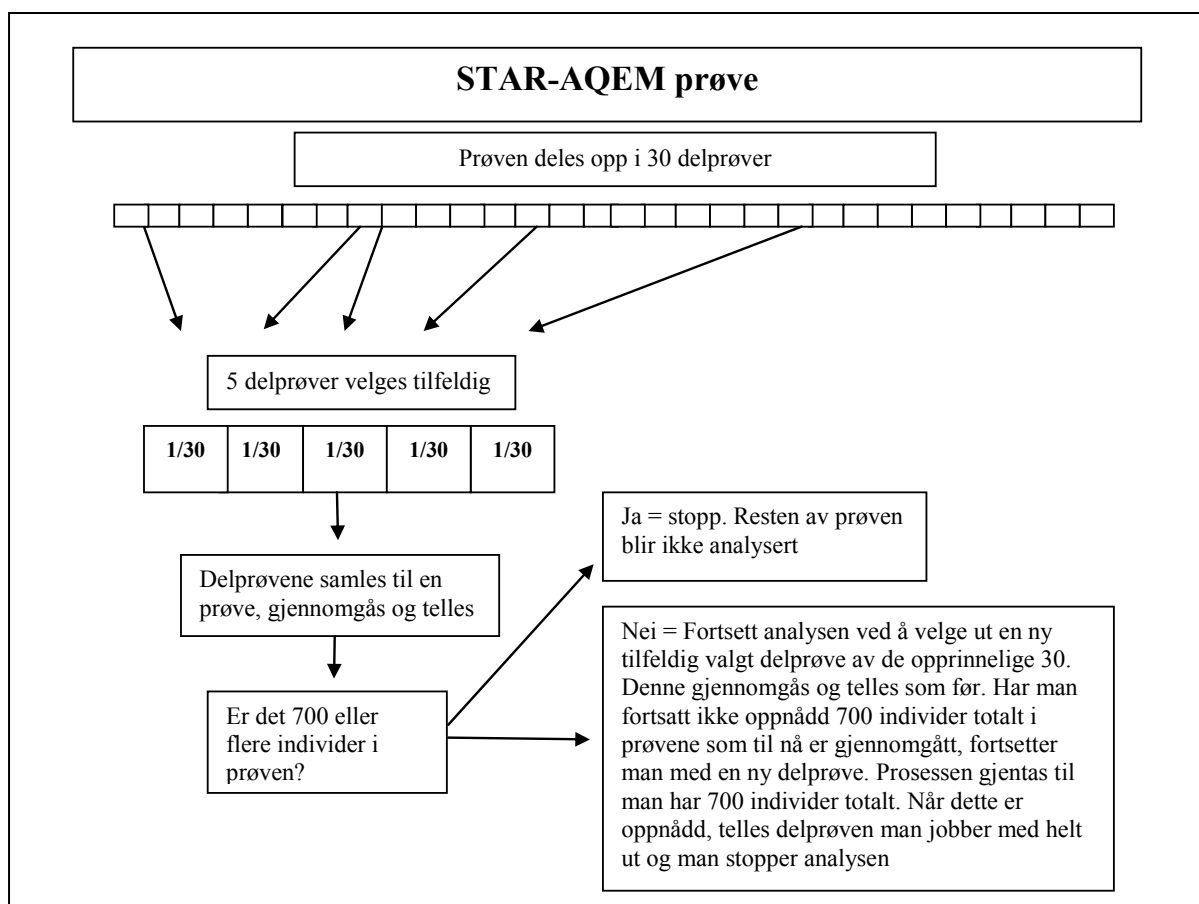 STAR-AQEM prøve
Prøven deles opp i 30 delprøver
5 delprøver velges tilfeldig
1/30 1/30 1/30 1/30 1/30
Delprøvene samles til en
prøve, gjennomgås og telles
Er det 700 eller
flere individer i
prøven?
Ja = stopp. Resten av prøven
blir ikke analysert
Nei = Fortsett analysen ved å velge ut en ny
tilfeldig valgt delprøve av de opprinnelige 30.
Denne gjennomgås og telles som før. Har man
fortsatt ikke oppnådd 700 individer totalt i
prøvene som til nå er gjennomgått, fortsetter
man med en ny delprøve. Prosessen gjentas til
man har 700 individer totalt. Når dette er
oppnådd, telles delprøven man jobber med helt
ut og man stopper analysen